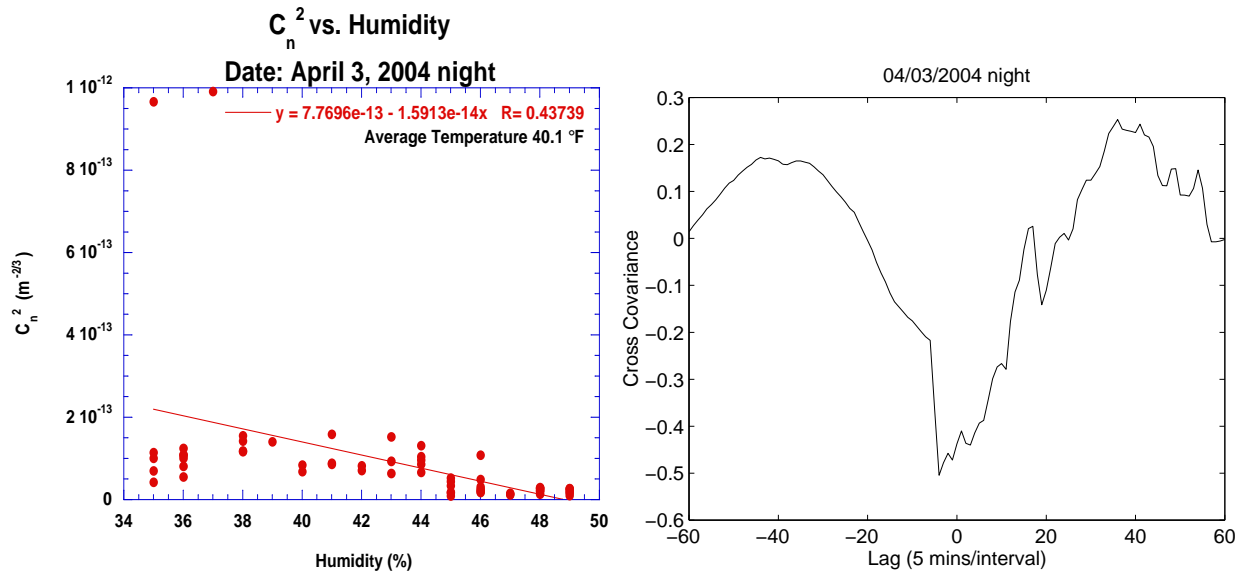 C_n^2 vs. Humidity
Date: April 3, 2004 night
y = 7.7696e-13 - 1.5913e-14x R= 0.43739
Average Temperature 40.1 °F
1 10^-12
8 10^-13
6 10^-13
4 10^-13
2 10^-13
0
C_n^2 (m^-2/3)
34 36 38 40 42 44 46 48 50
Humidity (%)
04/03/2004 night
0.3
0.2
0.1
0
−0.1
−0.2
−0.3
−0.4
−0.5
−0.6
Cross Covariance
−60 −40 −20 0 20 40 60
Lag (5 mins/interval)